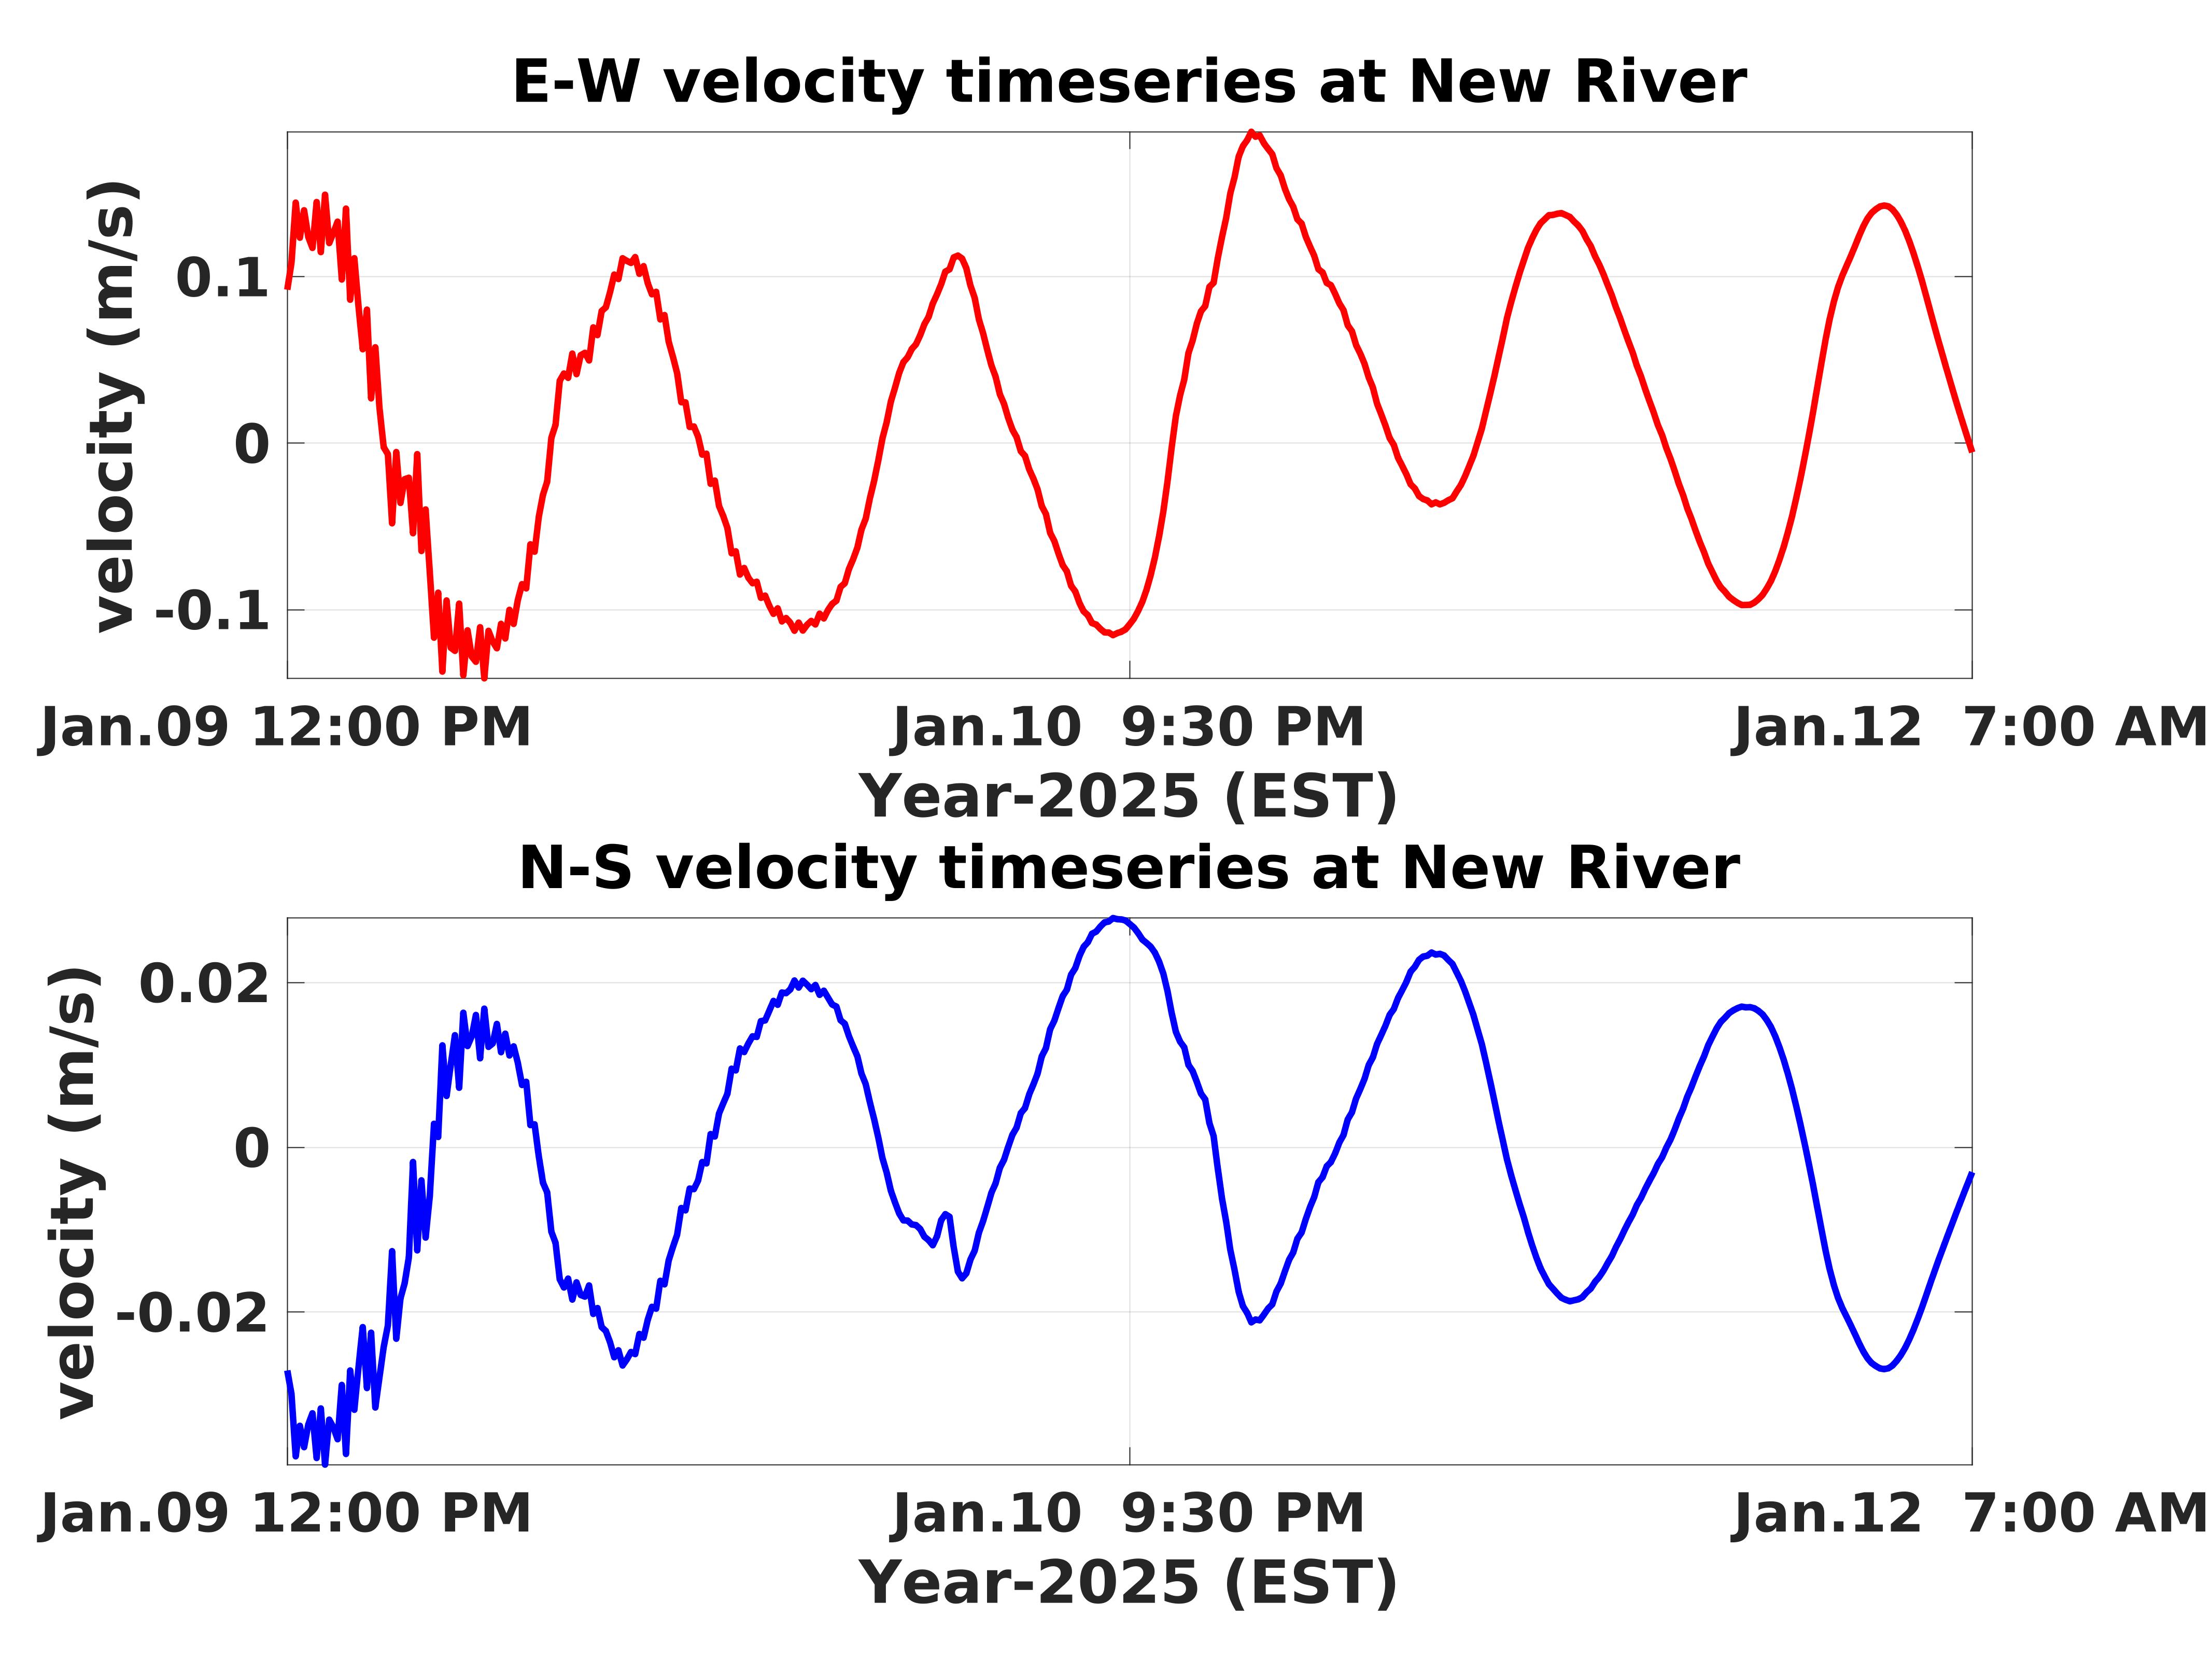 E-W velocity timeseries at New River
velocity (m/s)
0.1
0
-0.1
Jan.09 12:00 PM Jan.10  9:30 PM Jan.12  7:00 AM
Year-2025 (EST)
N-S velocity timeseries at New River
velocity (m/s)
0.02
0
-0.02
Jan.09 12:00 PM Jan.10  9:30 PM Jan.12  7:00 AM
Year-2025 (EST)